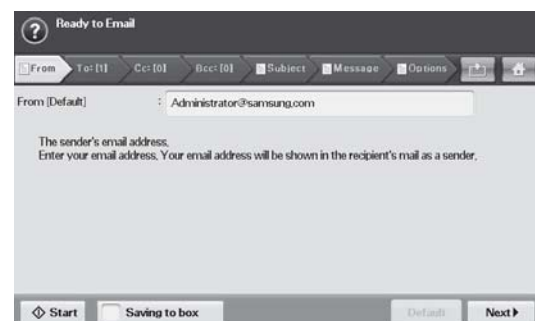 Ready to Email
From To: [1] Cc: [0] Bcc: [0] Subject Message Options
From [Default] : Administrator@samsung.com
The sender's email address.
Enter your email address, Your email address will be shown in the recipient's mail as a sender,
Start Saving to box Default Next